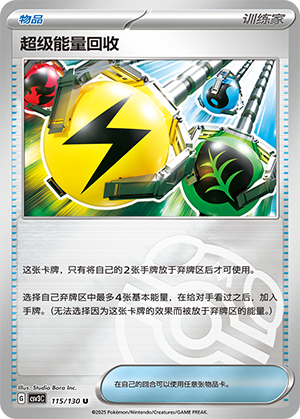 物品
训练家
超级能量回收
这张卡牌，只有将自己的2张手牌放于弃牌区后才可使用。
选择自己弃牌区中最多4张基本能量，在给对手看过之后，加入
手牌。（无法选择因为这张卡牌的效果而被放于弃牌区的能量。）
Illus. Studio Bora Inc.
G CSV3C 115/130 U
在自己的回合可以使用任意张物品卡。
©2025 Pokémon/Nintendo/Creatures/GAME FREAK.